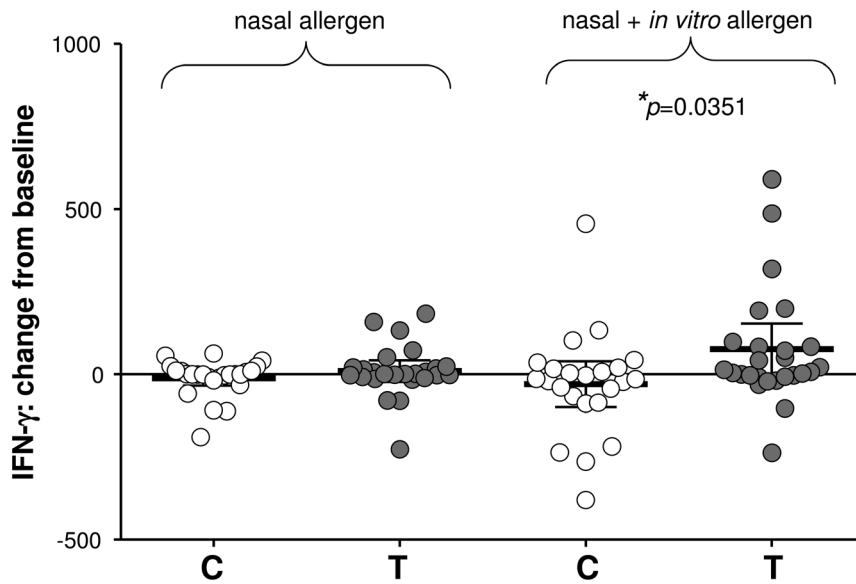 nasal allergen
nasal + in vitro allergen
*p=0.0351
IFN-γ: change from baseline
1000
500
0
-500
C
T
C
T